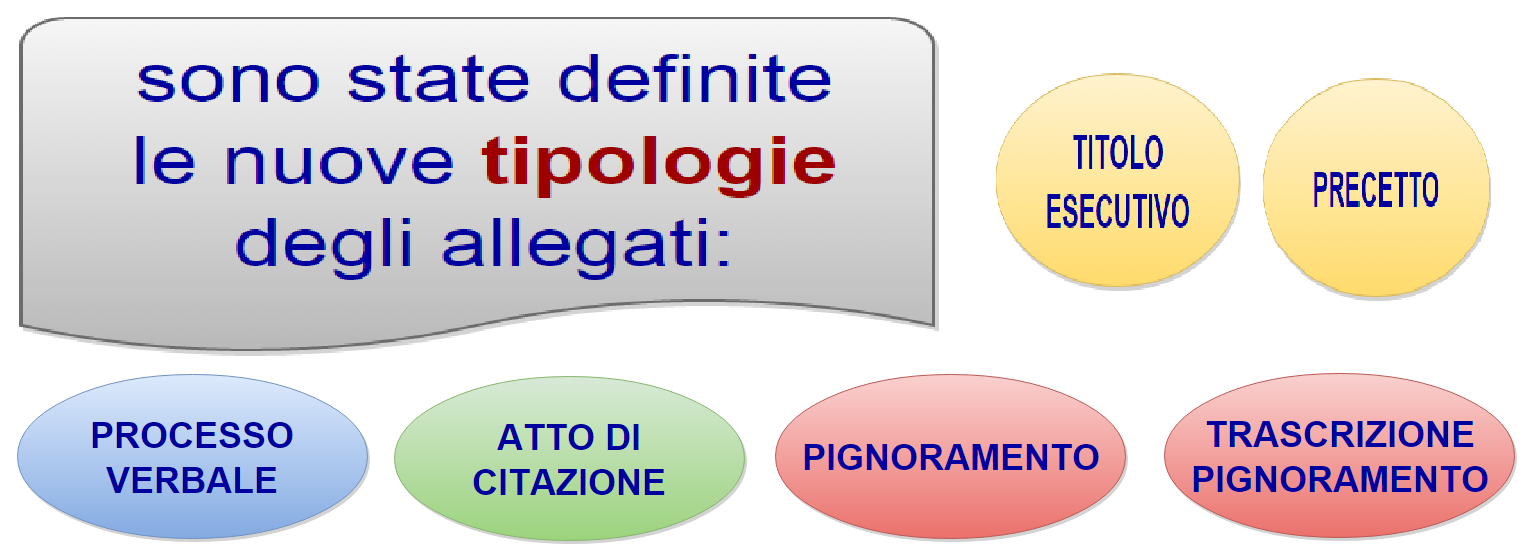 sono state definite
le nuove tipologie
degli allegati:
TITOLO
ESECUTIVO
PRECETTO
PROCESSO
VERBALE
ATTO DI
CITAZIONE
PIGNORAMENTO
TRASCRIZIONE
PIGNORAMENTO